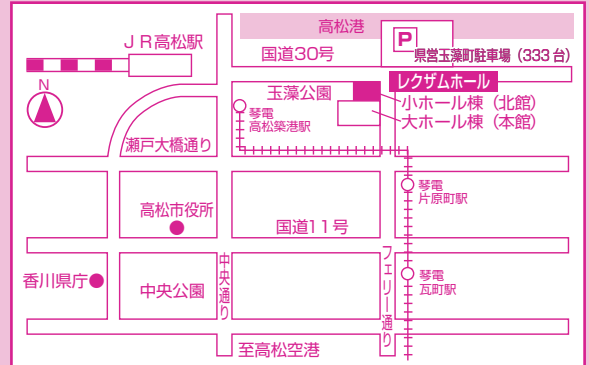 高松港
JR高松駅
P
国道30号
県営玉藻町駐車場（333台）
レクザムホール
玉藻公園
小ホール棟（北館）
大ホール棟（本館）
N
琴電
高松築港駅
瀬戸大橋通り
琴電
片原町駅
高松市役所
国道11号
香川県庁
中央公園
中央通り
フェリー通り
琴電
瓦町駅
至高松空港